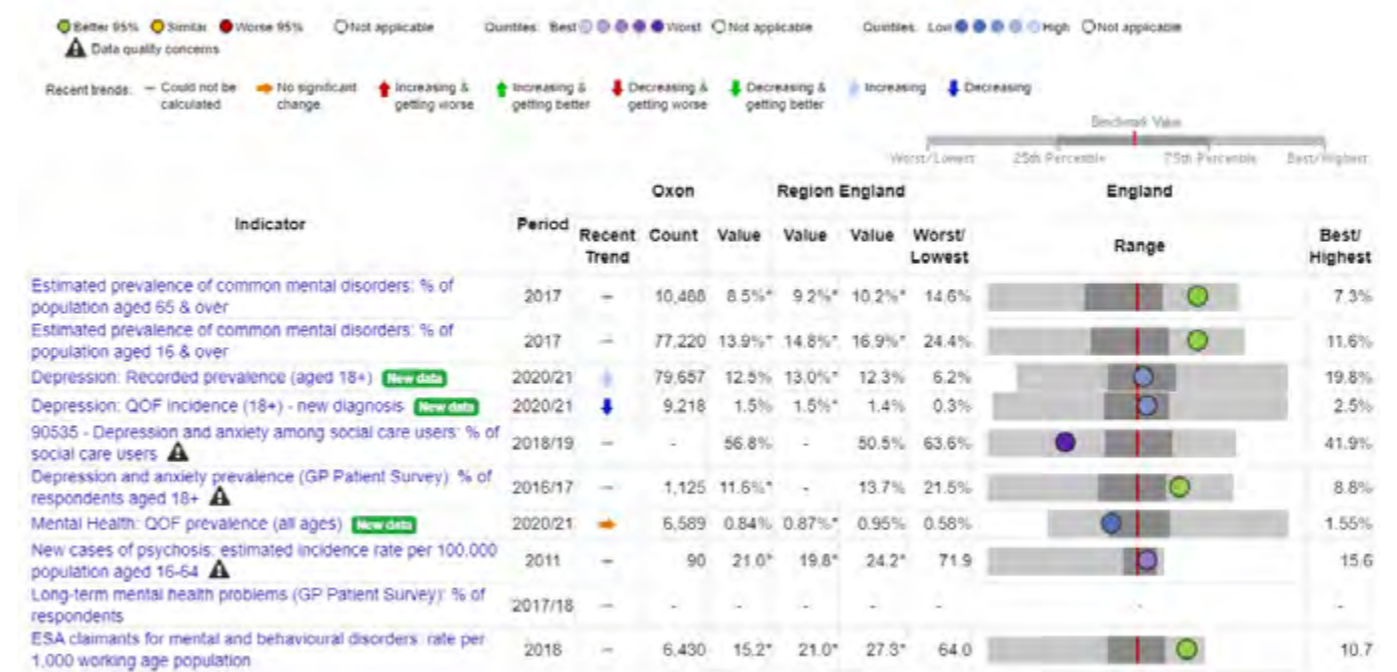 Better 95% Similar Worse 95% Not applicable Quintiles: Best Worst Not applicable Quintiles: Low High Not applicable
Data quality concerns
Recent trends: – Could not be calculated No significant change Increasing & getting worse Increasing & getting better Decreasing & getting worse Decreasing & getting better Increasing Decreasing
Benchmark Value
Worst/Lowest 25th Percentile 75th Percentile Best/Highest
Oxon Region England England
Indicator Period Recent Trend Count Value Value Value Worst/ Lowest Range Best/ Highest
Estimated prevalence of common mental disorders: % of
population aged 65 & over 2017 – 10,488 8.5%* 9.2%* 10.2%* 14.6% 7.3%
Estimated prevalence of common mental disorders: % of
population aged 16 & over 2017 – 77,220 13.9%* 14.8%* 16.9%* 24.4% 11.6%
Depression: Recorded prevalence (aged 18+) New data 2020/21 79,657 12.5% 13.0%* 12.3% 6.2% 19.8%
Depression: QOF incidence (18+) - new diagnosis New data 2020/21 9,218 1.5% 1.5%* 1.4% 0.3% 2.5%
90535 - Depression and anxiety among social care users: % of
social care users 2018/19 – - 56.8% - 50.5% 63.6% 41.9%
Depression and anxiety prevalence (GP Patient Survey): % of
respondents aged 18+ 2016/17 – 1,125 11.6%* - 13.7% 21.5% 8.8%
Mental Health: QOF prevalence (all ages) New data 2020/21 6,589 0.84% 0.87%* 0.95% 0.58% 1.55%
New cases of psychosis: estimated incidence rate per 100,000
population aged 16-64 2011 – 90 21.0* 19.8* 24.2* 71.9 15.6
Long-term mental health problems (GP Patient Survey): % of
respondents 2017/18 – - - - - - - -
ESA claimants for mental and behavioural disorders: rate per
1,000 working age population 2018 – 6,430 15.2* 21.0* 27.3* 64.0 10.7